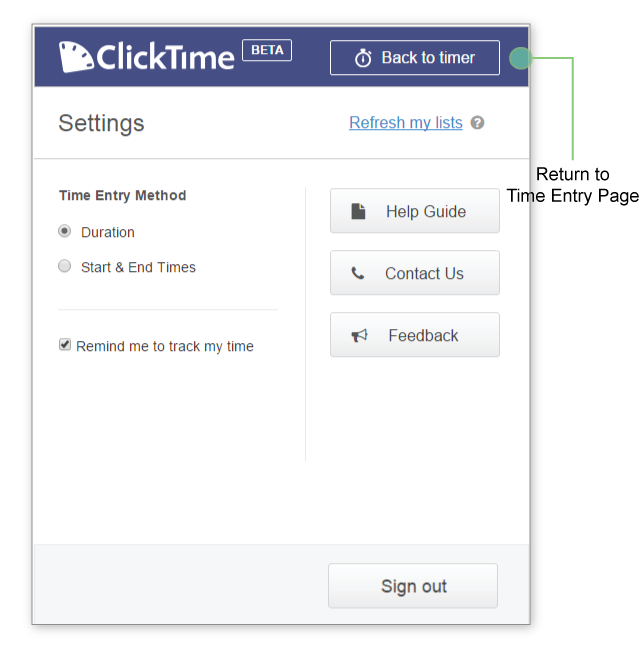 ClickTime BETA
Back to timer
Settings
Refresh my lists
Return to
Time Entry Page
Time Entry Method
Duration
Start & End Times
Remind me to track my time
Help Guide
Contact Us
Feedback
Sign out